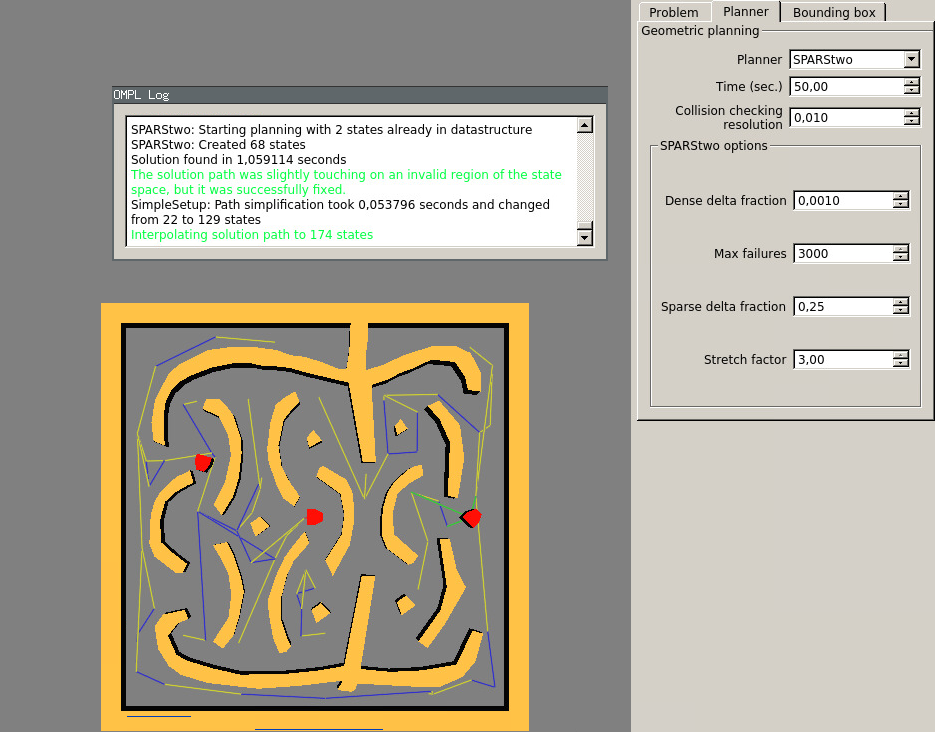 Problem
Planner
Bounding box
Geometric planning
Planner
SPARStwo
Time (sec.)
50,00
Collision checking
resolution
0,010
SPARStwo options
Dense delta fraction
0,0010
Max failures
3000
Sparse delta fraction
0,25
Stretch factor
3,00
OMPL Log
SPARStwo: Starting planning with 2 states already in datastructure
SPARStwo: Created 68 states
Solution found in 1,059114 seconds
The solution path was slightly touching on an invalid region of the state
space, but it was successfully fixed.
SimpleSetup: Path simplification took 0,053796 seconds and changed
from 22 to 129 states
Interpolating solution path to 174 states